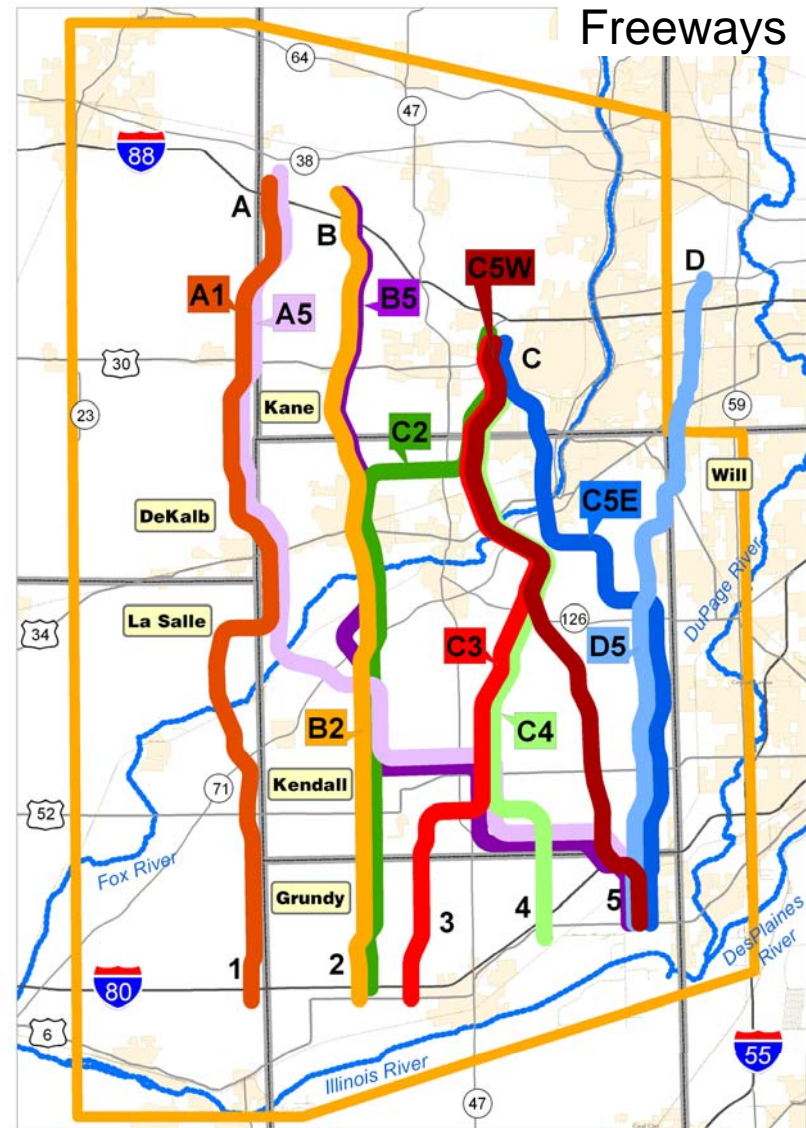 Freeways
64
47
88
38
A
B
D
C5W
A1
A5
B5
C
30
59
23
Kane
C2
Will
DeKalb
C5E
DuPage River
La Salle
34
126
C3
D5
B2
C4
Kendall
71
52
Fox River
Grundy
3
4
5
DesPlaines
River
1
2
80
6
Illinois River
55
47